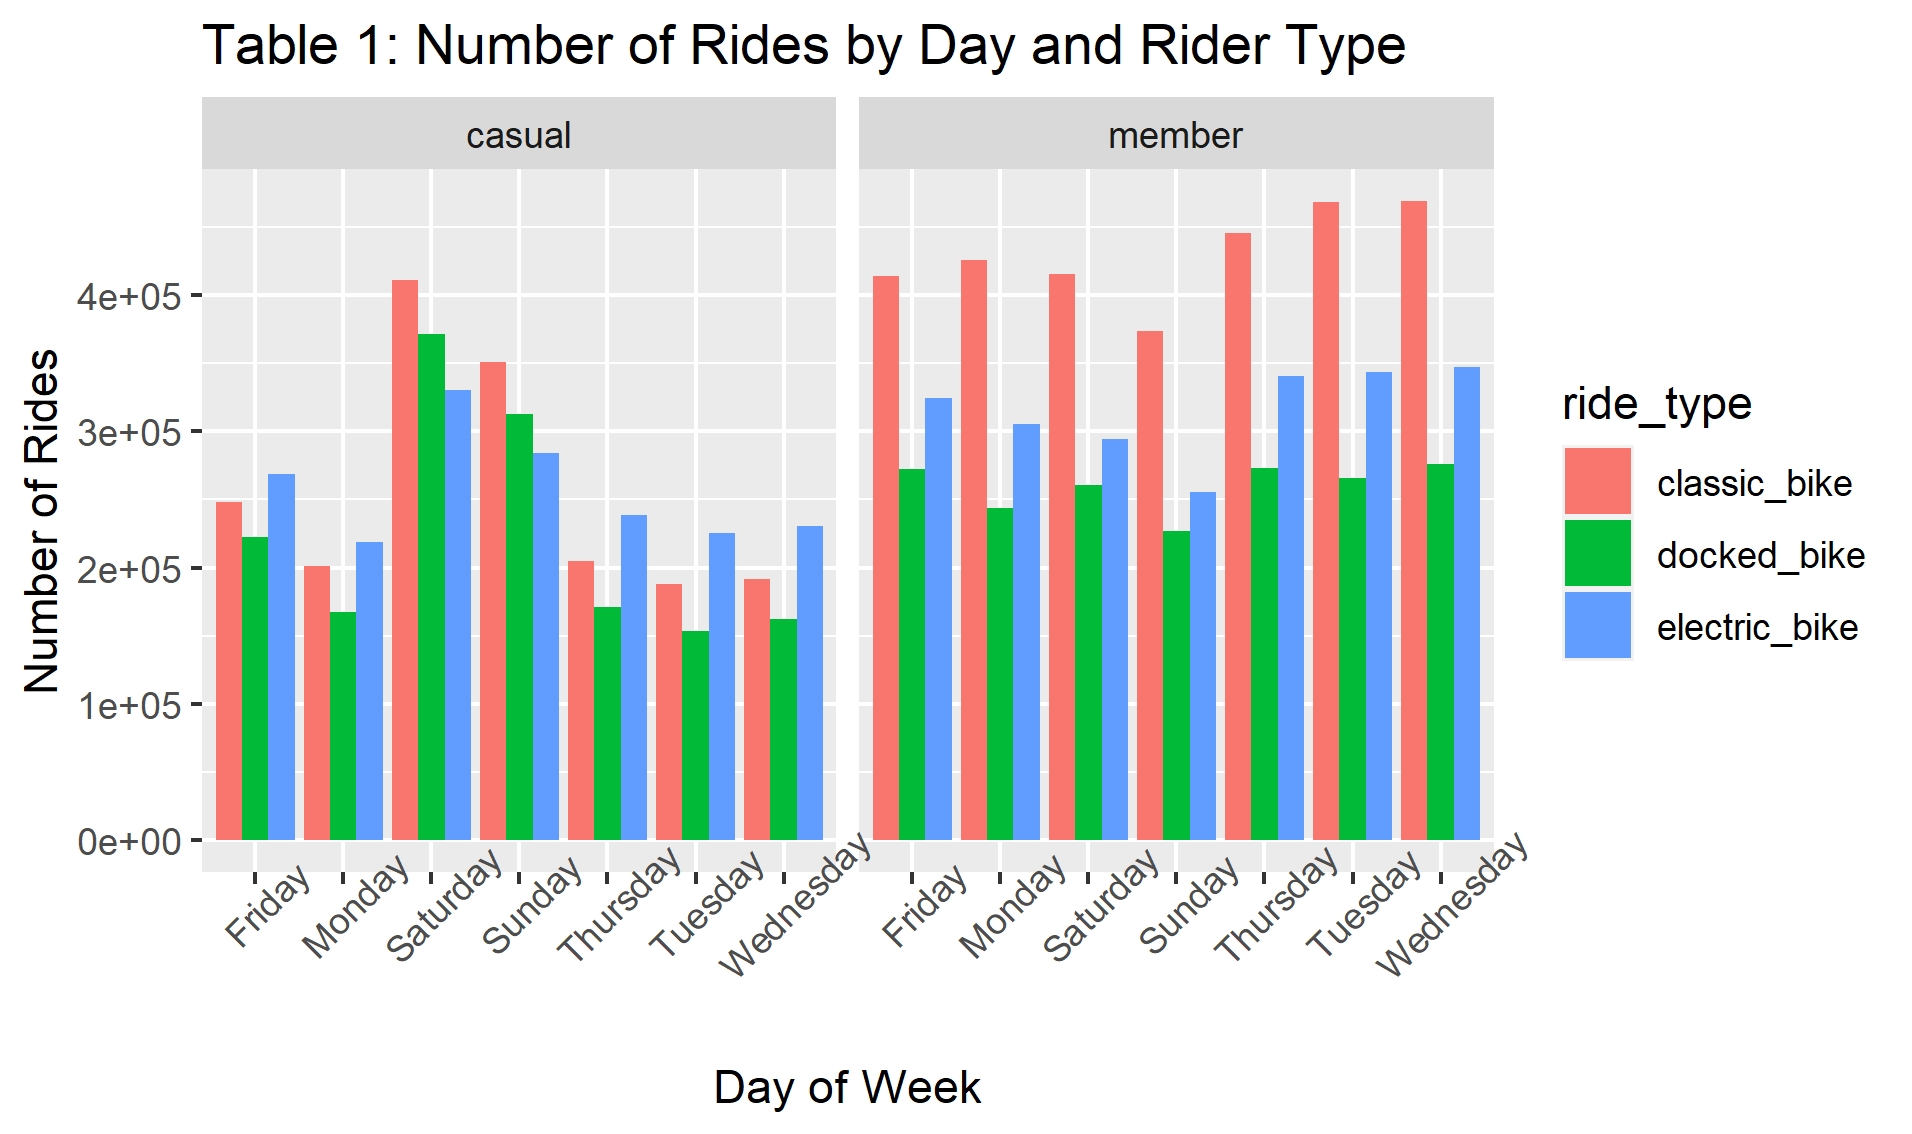 Table 1: Number of Rides by Day and Rider Type
casual
member
Number of Rides
4e+05
3e+05
2e+05
1e+05
0e+00
Friday
Monday
Saturday
Sunday
Thursday
Tuesday
Wednesday
Friday
Monday
Saturday
Sunday
Thursday
Tuesday
Wednesday
Day of Week
ride_type
classic_bike
docked_bike
electric_bike